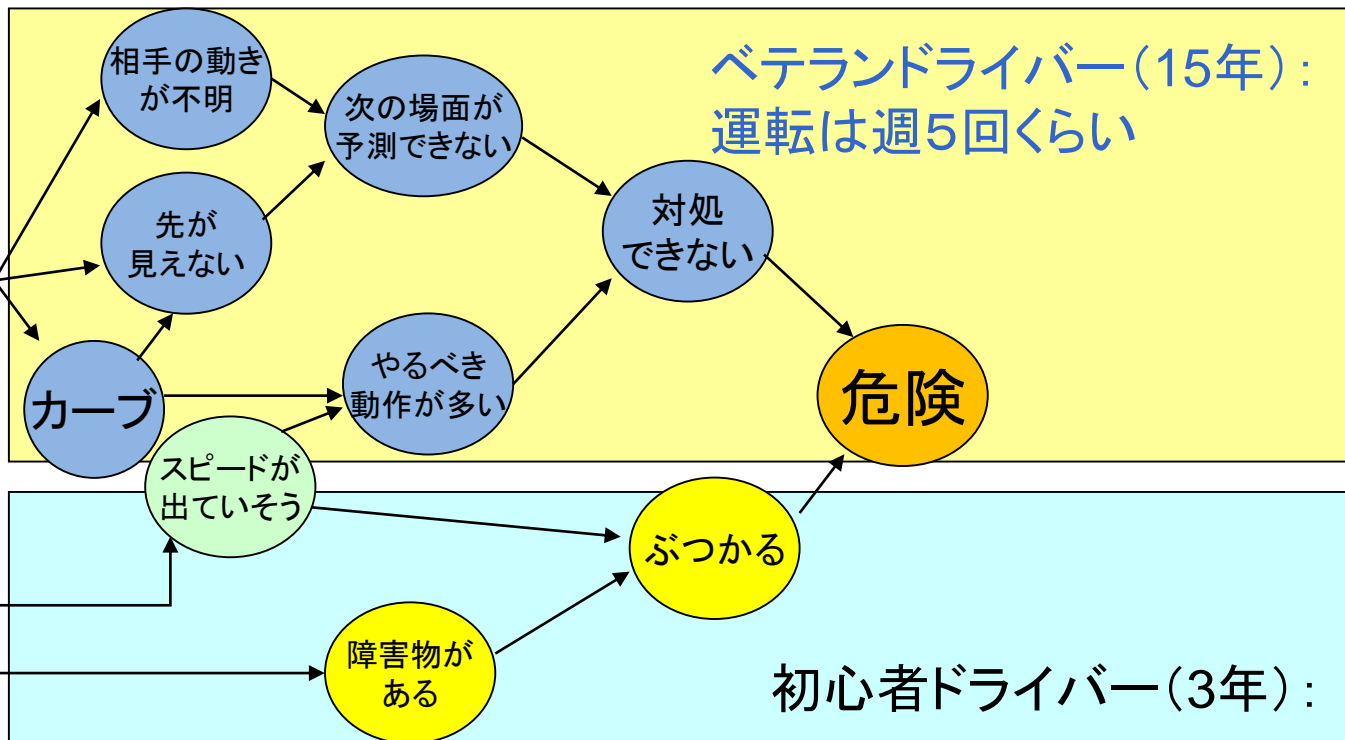 相手の動き
が不明
次の場面が
予測できない
ベテランドライバー（15年）：
運転は週5回くらい
先が
見えない
対処
できない
カーブ
やるべき
動作が多い
危険
スピードが
出ていそう
ぶつかる
障害物が
ある
初心者ドライバー（3年）：